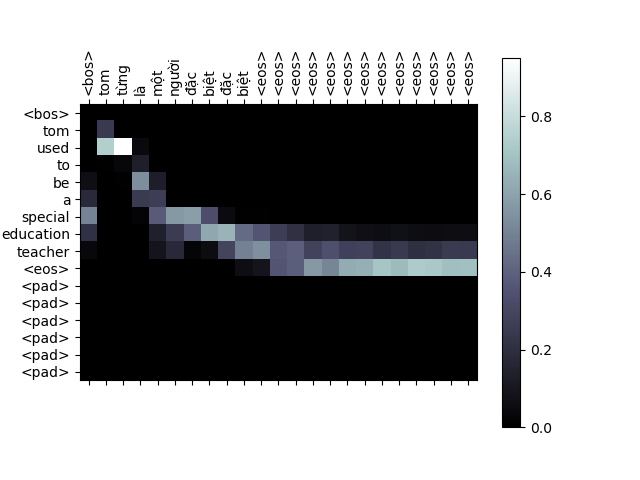 <bos>
tom
từng
là
một
người
đặc
biệt
đặc
biệt
<eos>
<eos>
<eos>
<eos>
<eos>
<eos>
<eos>
<eos>
<eos>
<eos>
<eos>
<eos>
<eos>
<bos>
tom
used
to
be
a
special
education
teacher
<eos>
<pad>
<pad>
<pad>
<pad>
<pad>
<pad>
0.8
0.6
0.4
0.2
0.0